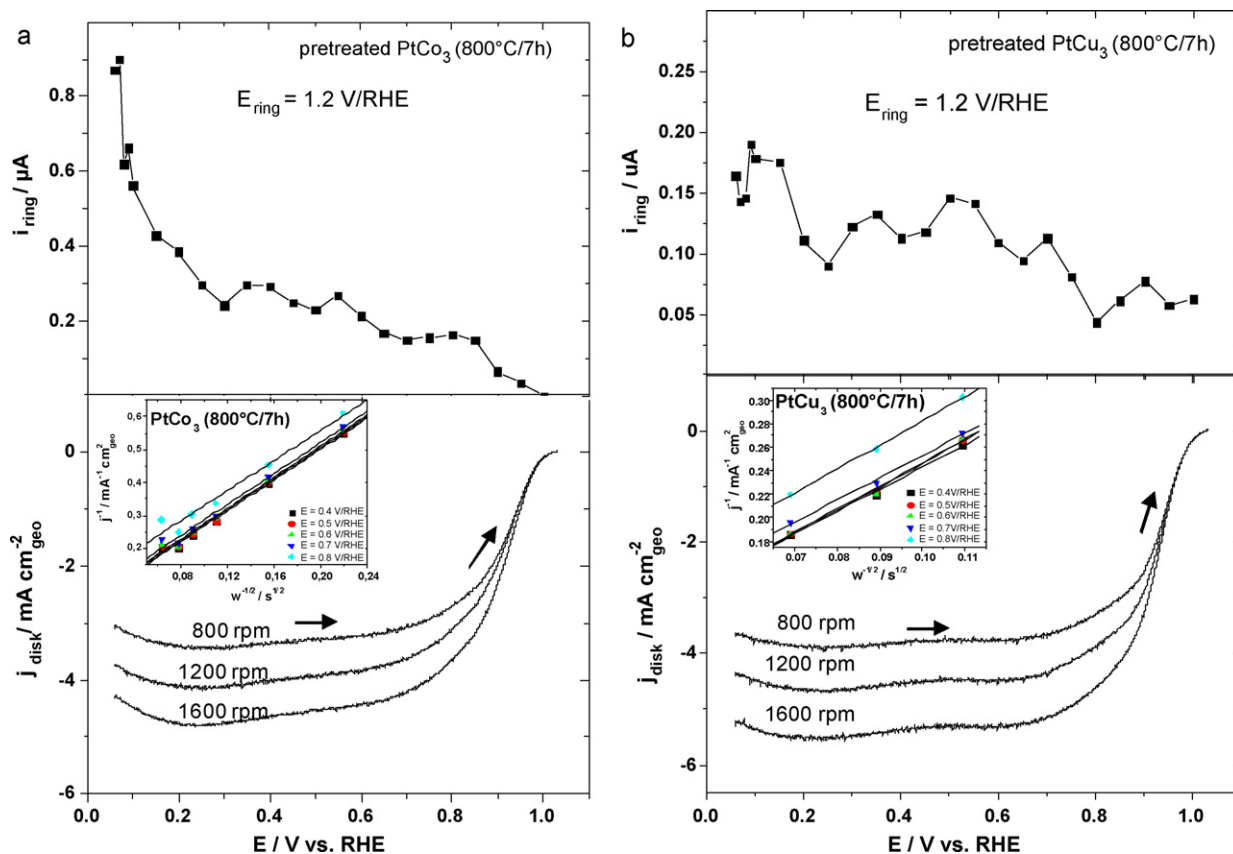 a
pretreated PtCo3 (800°C/7h)
Ering = 1.2 V/RHE
iring / µA
0.8
0.6
0.4
0.2
PtCo3 (800°C/7h)
j-1 / mA-1 cm2geo
0,6
0,5
0,4
0,3
0,2
E = 0.4 V/RHE
E = 0.5 V/RHE
E = 0.6 V/RHE
E = 0.7 V/RHE
E = 0.8 V/RHE
0,08 0,12 0,16 0,20 0,24
w-1/2 / s1/2
jdisk / mA cm-2geo
0
-2
-4
-6
800 rpm
1200 rpm
1600 rpm
0.0 0.2 0.4 0.6 0.8 1.0
E / V vs. RHE
b
pretreated PtCu3 (800°C/7h)
Ering = 1.2 V/RHE
iring / uA
0.25
0.20
0.15
0.10
0.05
PtCu3 (800°C/7h)
j-1 / mA-1 cm2geo
0.30
0.28
0.26
0.24
0.22
0.20
0.18
E = 0.4V/RHE
E = 0.5V/RHE
E = 0.6V/RHE
E = 0.7V/RHE
E = 0.8 V/RHE
0.07 0.08 0.09 0.10 0.11
w-1/2 / s1/2
jdisk / mA cm-2geo
0
-2
-4
-6
800 rpm
1200 rpm
1600 rpm
0.0 0.2 0.4 0.6 0.8 1.0
E / V vs. RHE